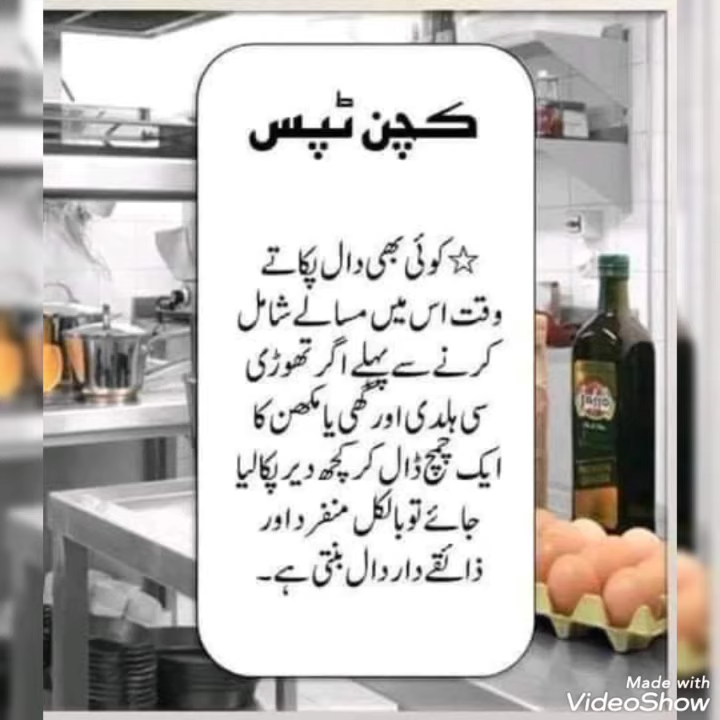 کچن ٹپس
☆ کوئی بھی دال پکاتے
وقت اس میں مسالے شامل
کرنے سے پہلے اگر تھوڑی
سی ہلدی اور گھی یا مکھن کا
ایک چمچ ڈال کر کچھ دیر پکالیا
جائے تو بالکل منفرد اور
ذائقے دار دال بنتی ہے۔
Made with
VideoShow